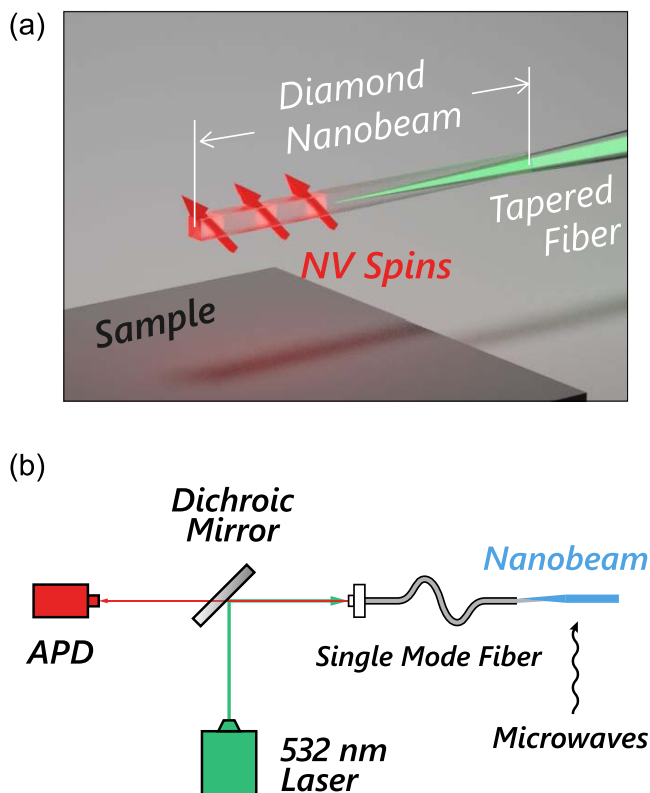 (a)
Diamond
Nanobeam
Tapered
Fiber
NV Spins
Sample
(b)
Dichroic
Mirror
Nanobeam
APD
Single Mode Fiber
Microwaves
532 nm
Laser